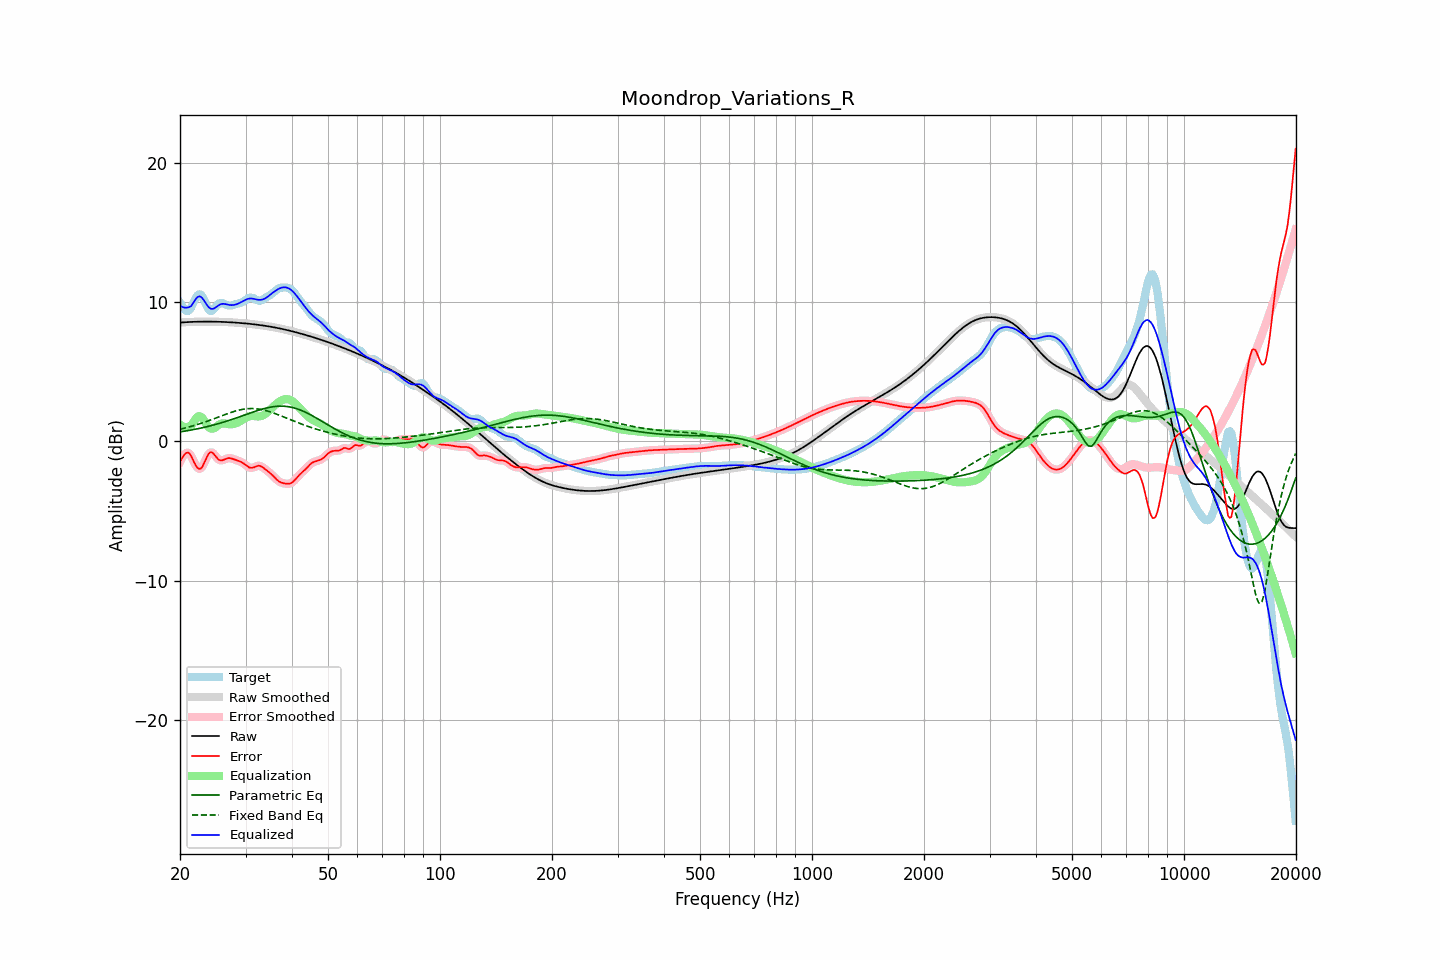 Moondrop_Variations_R
Amplitude (dBr)
20
10
0
−10
−20
Target
Raw Smoothed
Error Smoothed
Raw
Error
Equalization
Parametric Eq
Fixed Band Eq
Equalized
20 50 100 200 500 1000 2000 5000 10000 20000
Frequency (Hz)